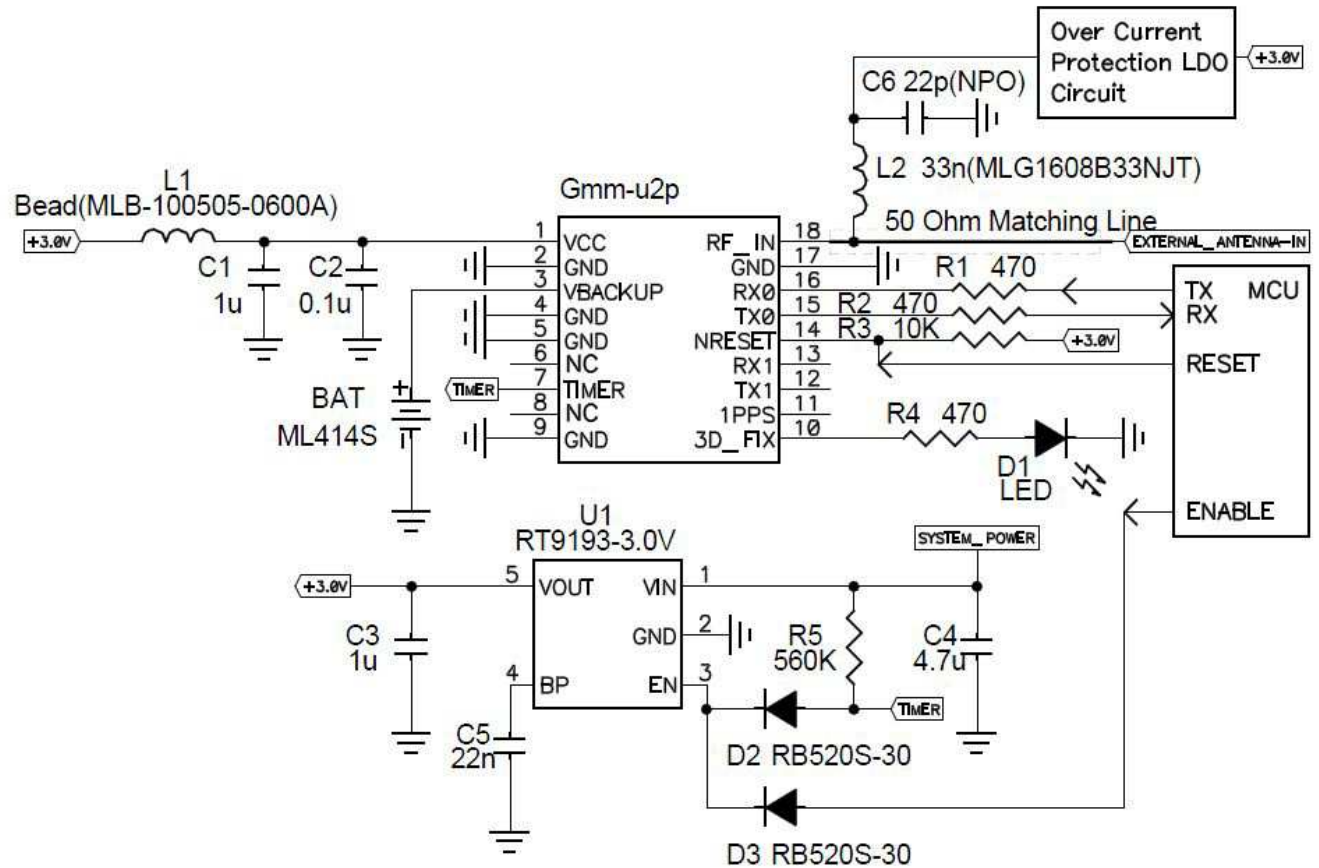 Over Current
Protection LDO
Circuit
+3.0V
C6 22p(NPO)
L2 33n(MLG1608B33NJT)
L1
Bead(MLB-100505-0600A)
+3.0V
C1
1u
C2
0.1u
Gmm-u2p
50 Ohm Matching Line
EXTERNAL_ANTENNA-IN
1 VCC
2 GND
3 VBACKUP
4 GND
5 GND
6 NC
7 TIMER
8 NC
9 GND
RF_IN 18
GND 17
RX0 16
TX0 15
NRESET 14
RX1 13
TX1 12
1PPS 11
3D_FIX 10
TIMER
BAT
ML414S
+
R1 470
R2 470
R3 10K
+3.0V
R4 470
D1
LED
TX MCU
RX
RESET
ENABLE
U1
RT9193-3.0V
SYSTEM_POWER
+3.0V
5 VOUT
VIN 1
GND 2
4 BP
EN 3
C3
1u
C5
22n
R5
560K
C4
4.7u
TIMER
D2 RB520S-30
D3 RB520S-30